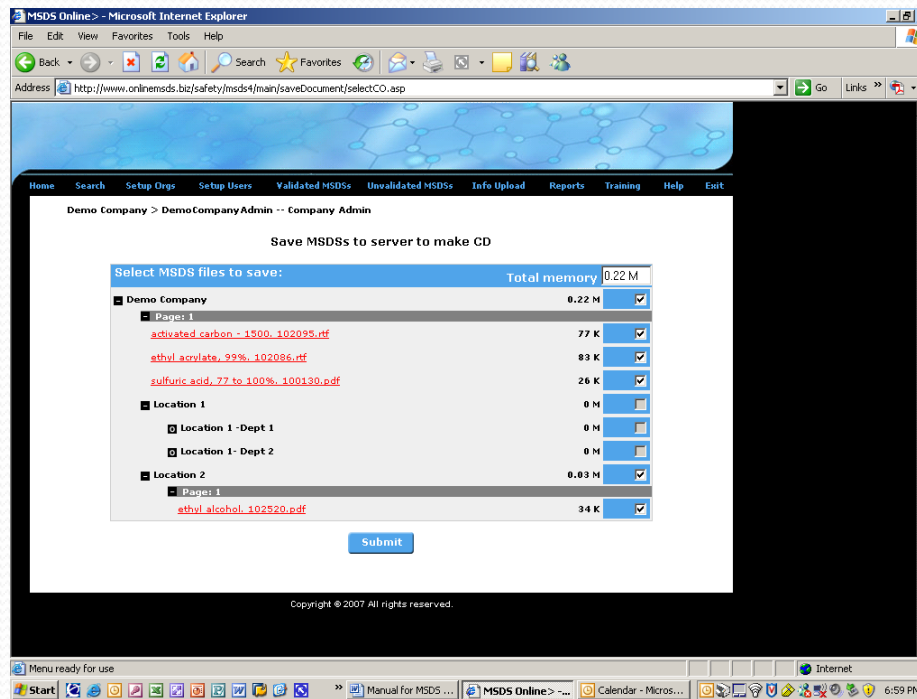 MSDS Online> - Microsoft Internet Explorer
File Edit View Favorites Tools Help
Back Search Favorites
Address http://www.onlinemsds.biz/safety/msds4/main/saveDocument/selectCO.asp Go Links »
Home Search Setup Orgs Setup Users Validated MSDSs Unvalidated MSDSs Info Upload Reports Training Help Exit
Demo Company > DemoCompanyAdmin -- Company Admin
Save MSDSs to server to make CD
Select MSDS files to save: Total memory 0.22 M
Demo Company 0.22 M
Page: 1
activated carbon - 1500. 102095.rtf 77 K
ethyl acrylate, 99%. 102086.rtf 83 K
sulfuric acid, 77 to 100%. 100130.pdf 26 K
Location 1 0 M
Location 1 -Dept 1 0 M
Location 1- Dept 2 0 M
Location 2 0.03 M
Page: 1
ethyl alcohol. 102520.pdf 34 K
Submit
Copyright © 2007 All rights reserved.
Menu ready for use Internet
Start » Manual for MSDS ... MSDS Online> -... Calendar - Micros... 6:59 PM